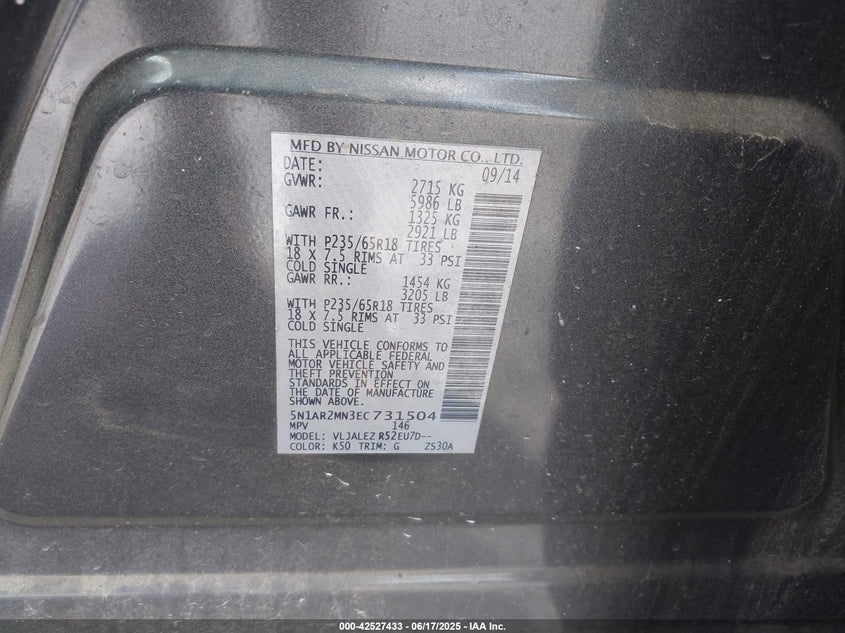 MFD BY NISSAN MOTOR CO., LTD.
DATE: 09/14
GVWR: 2715 KG
5986 LB
GAWR FR.: 1325 KG
2921 LB
WITH P235/65R18 TIRES
18 X 7.5 RIMS AT 33 PSI
COLD SINGLE
GAWR RR.: 1454 KG
3205 LB
WITH P235/65R18 TIRES
18 X 7.5 RIMS AT 33 PSI
COLD SINGLE
THIS VEHICLE CONFORMS TO
ALL APPLICABLE FEDERAL
MOTOR VEHICLE SAFETY AND
THEFT PREVENTION
STANDARDS IN EFFECT ON
THE DATE OF MANUFACTURE
SHOWN ABOVE.
5N1AR2MN3EC731504
MPV 146
MODEL: VLJALEZ R52EU7D--
COLOR: K50 TRIM: G ZS30A
000-42527433 - 06/17/2025 - IAA Inc.